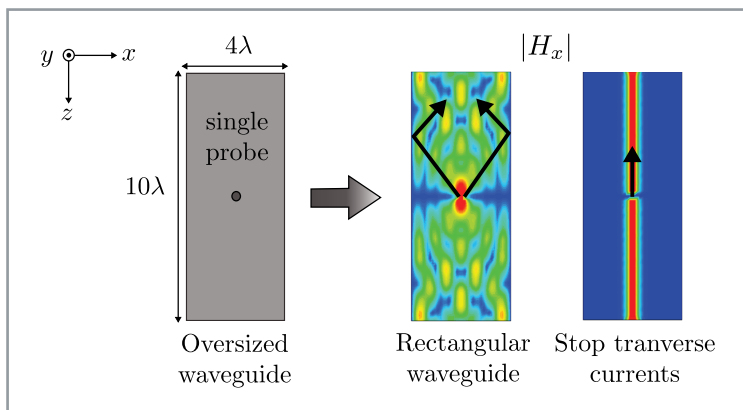 y
x
z
4λ
10λ
single
probe
Oversized
waveguide
|Hx|
Rectangular
waveguide
Stop tranverse
currents